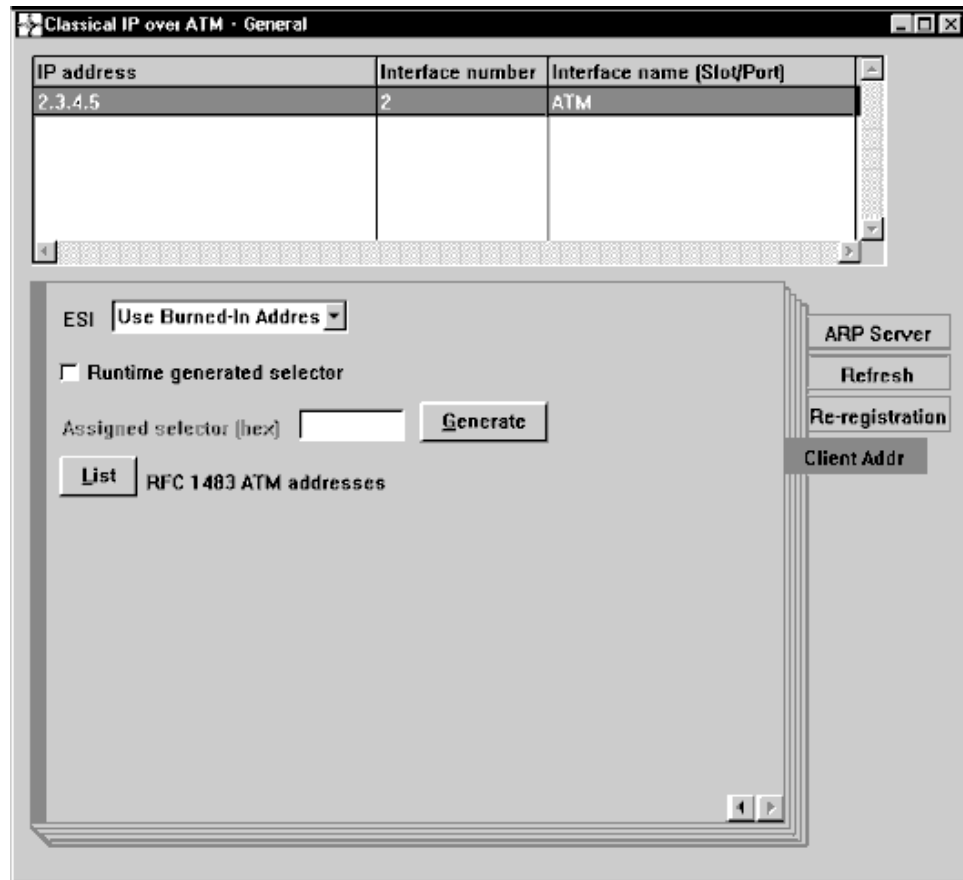 Classical IP over ATM - General
IP address Interface number Interface name (Slot/Port)
2.3.4.5 2 ATM
ESI Use Burned-In Addres
Runtime generated selector
Assigned selector (hex) Generate
List RFC 1483 ATM addresses
ARP Server
Refresh
Re-registration
Client Addr